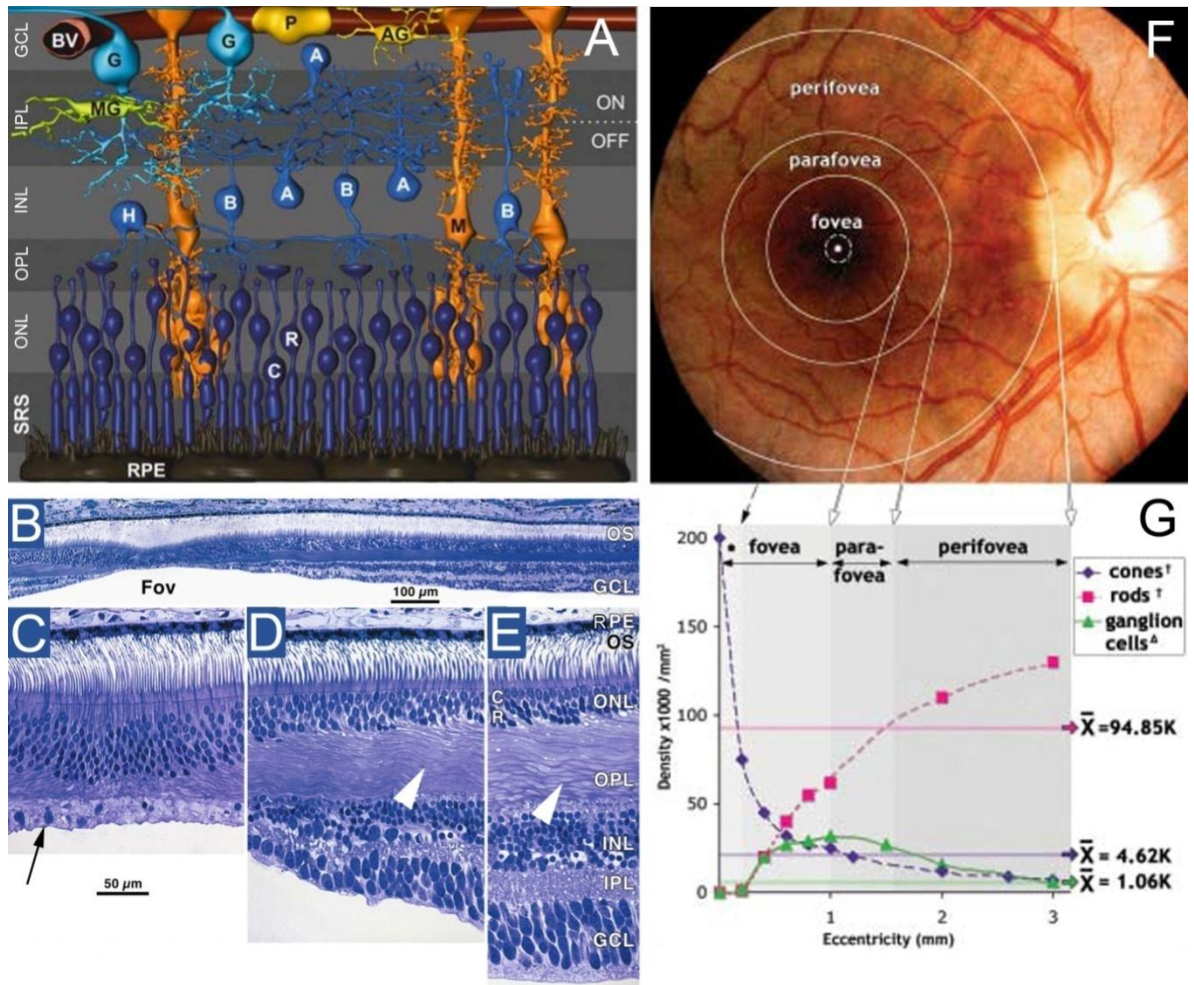 A
GCL
IPL
INL
OPL
ONL
SRS
BV
G
G
P
AG
A
MG
ON
OFF
H
B
A
B
A
M
B
R
C
RPE
B
OS
Fov
100 µm
GCL
C
D
E
RPE
OS
C
R
ONL
OPL
INL
IPL
GCL
50 µm
F
perifovea
parafovea
fovea
G
Density x1000 /mm²
200
150
100
50
0
1
2
3
Eccentricity (mm)
fovea
para-
fovea
perifovea
cones†
rods †
ganglion
cellsᐞ
X̄ =94.85K
X̄ = 4.62K
X̄ = 1.06K